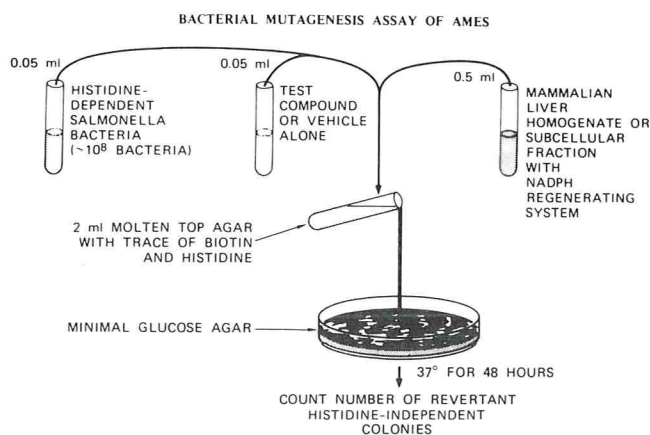 BACTERIAL MUTAGENESIS ASSAY OF AMES
0.05 ml
HISTIDINE-
DEPENDENT
SALMONELLA
BACTERIA
(~10⁸ BACTERIA)
0.05 ml
TEST
COMPOUND
OR VEHICLE
ALONE
0.5 ml
MAMMALIAN
LIVER
HOMOGENATE OR
SUBCELLULAR
FRACTION
WITH
NADPH
REGENERATING
SYSTEM
2 ml MOLTEN TOP AGAR
WITH TRACE OF BIOTIN
AND HISTIDINE
MINIMAL GLUCOSE AGAR
37° FOR 48 HOURS
COUNT NUMBER OF REVERTANT
HISTIDINE-INDEPENDENT
COLONIES